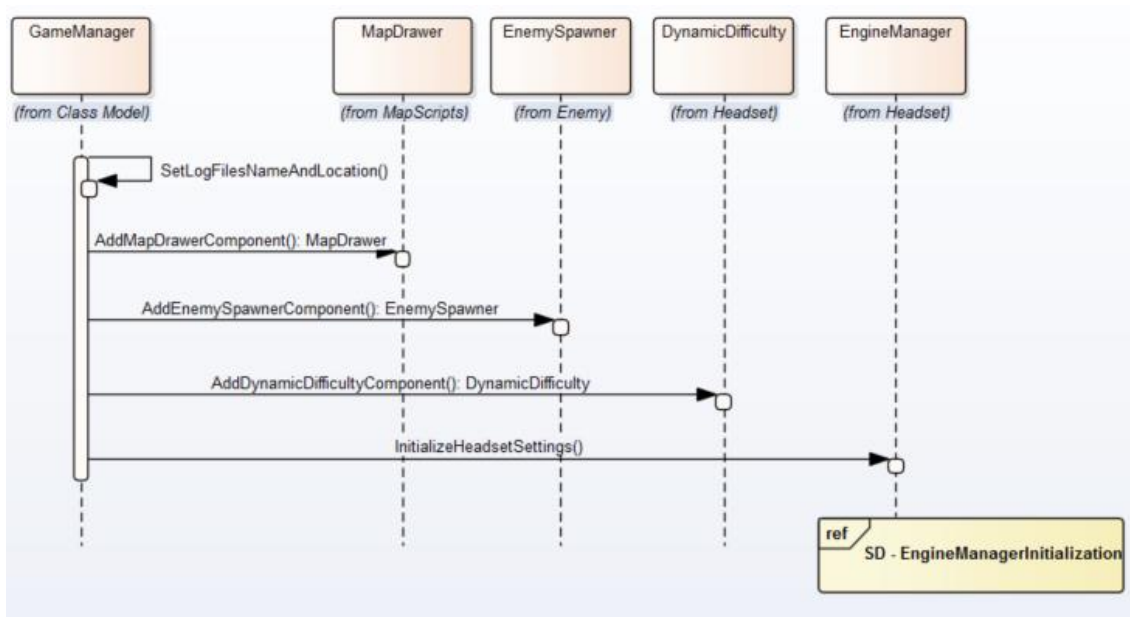 GameManager
MapDrawer
EnemySpawner
DynamicDifficulty
EngineManager
(from Class Model)
(from MapScripts)
(from Enemy)
(from Headset)
(from Headset)
SetLogFilesNameAndLocation()
AddMapDrawerComponent(): MapDrawer
AddEnemySpawnerComponent(): EnemySpawner
AddDynamicDifficultyComponent(): DynamicDifficulty
InitializeHeadsetSettings()
ref
SD - EngineManagerInitialization